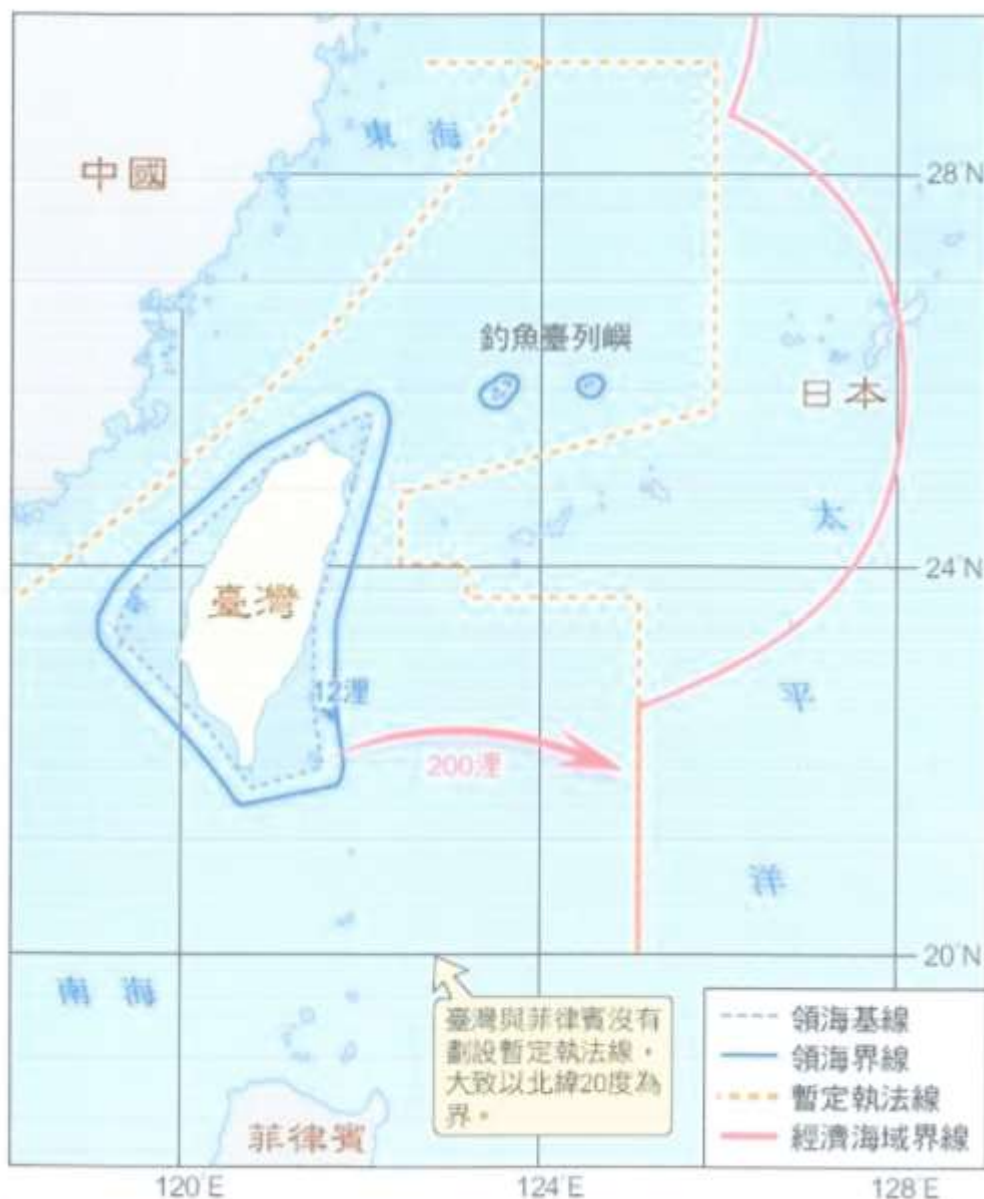 東海
中國
28°N
釣魚臺列嶼
日本
太
平
洋
24°N
臺灣
12浬
200浬
20°N
南海
臺灣與菲律賓沒有
劃設暫定執法線，
大致以北緯20度為
界。
菲律賓
領海基線
領海界線
暫定執法線
經濟海域界線
120°E
124°E
128°E